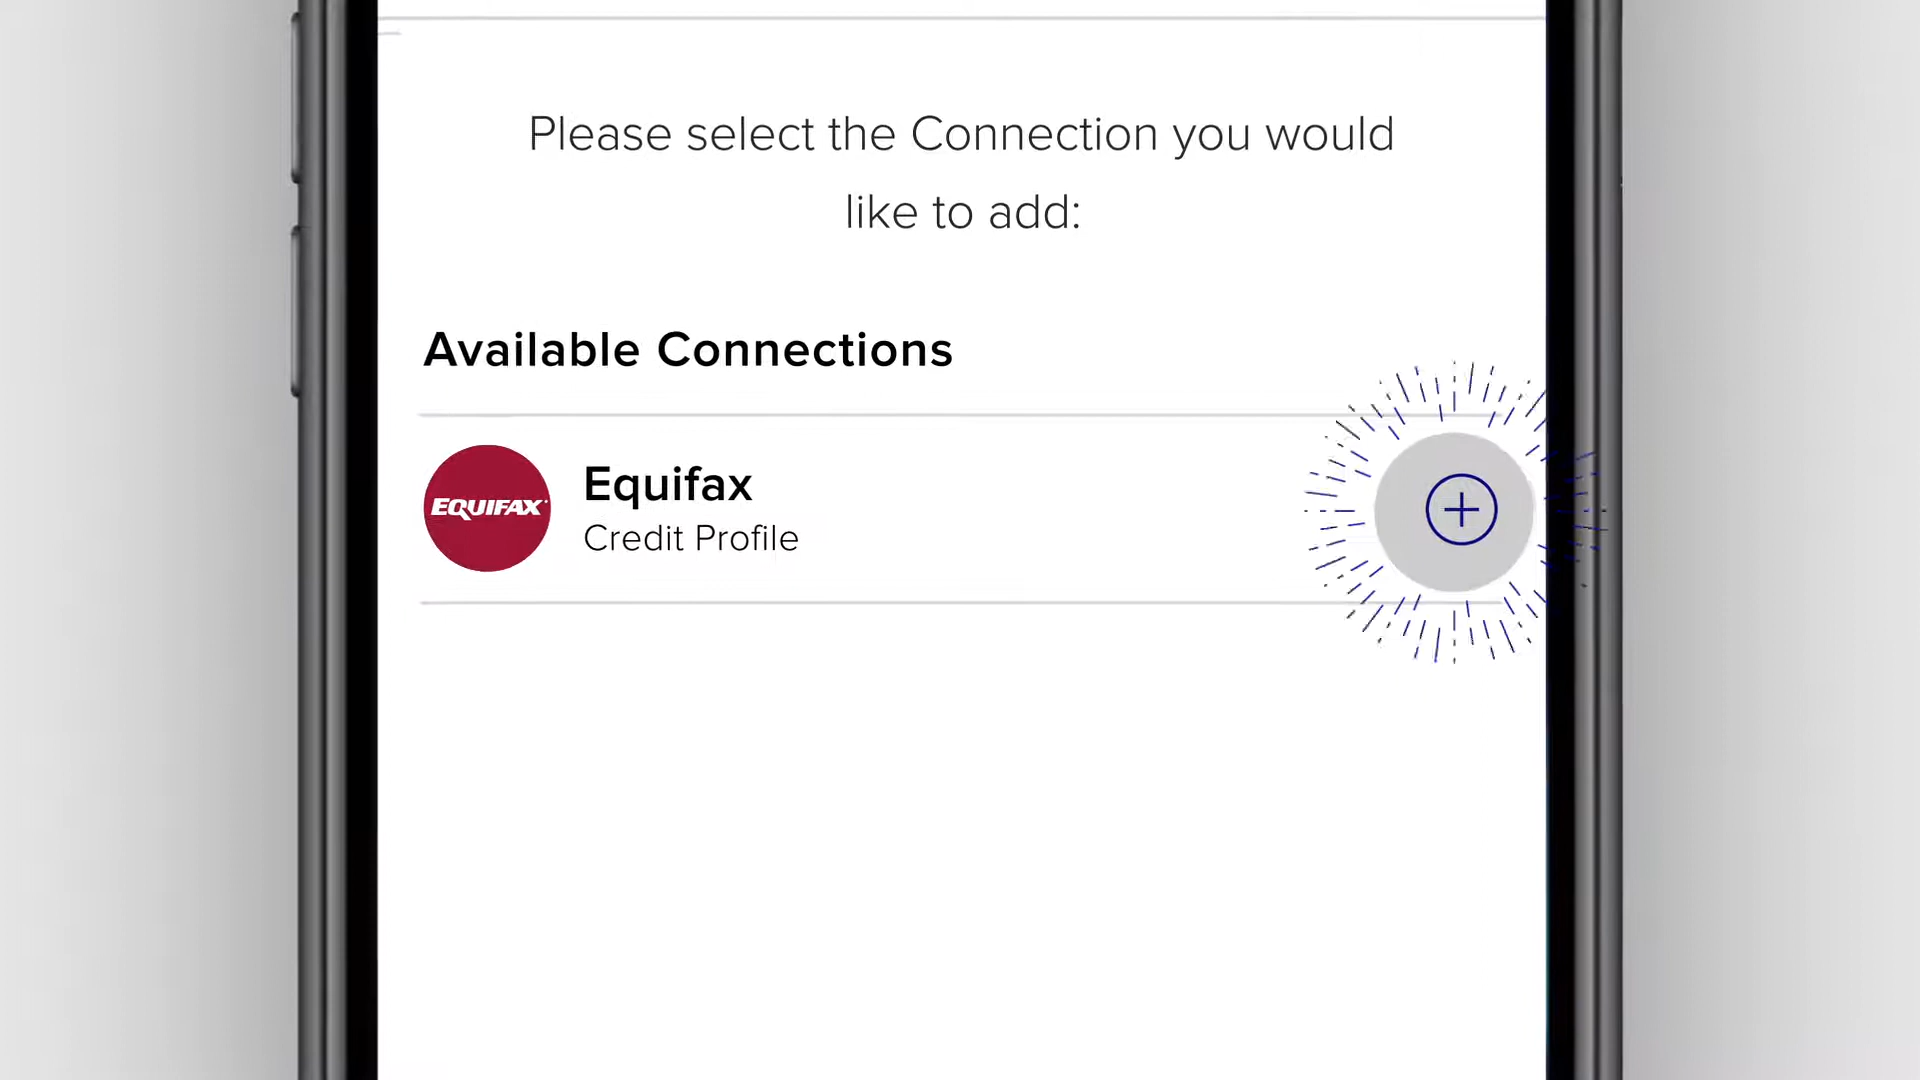 Please select the Connection you would
like to add:
Available Connections
EQUIFAX
Equifax
Credit Profile